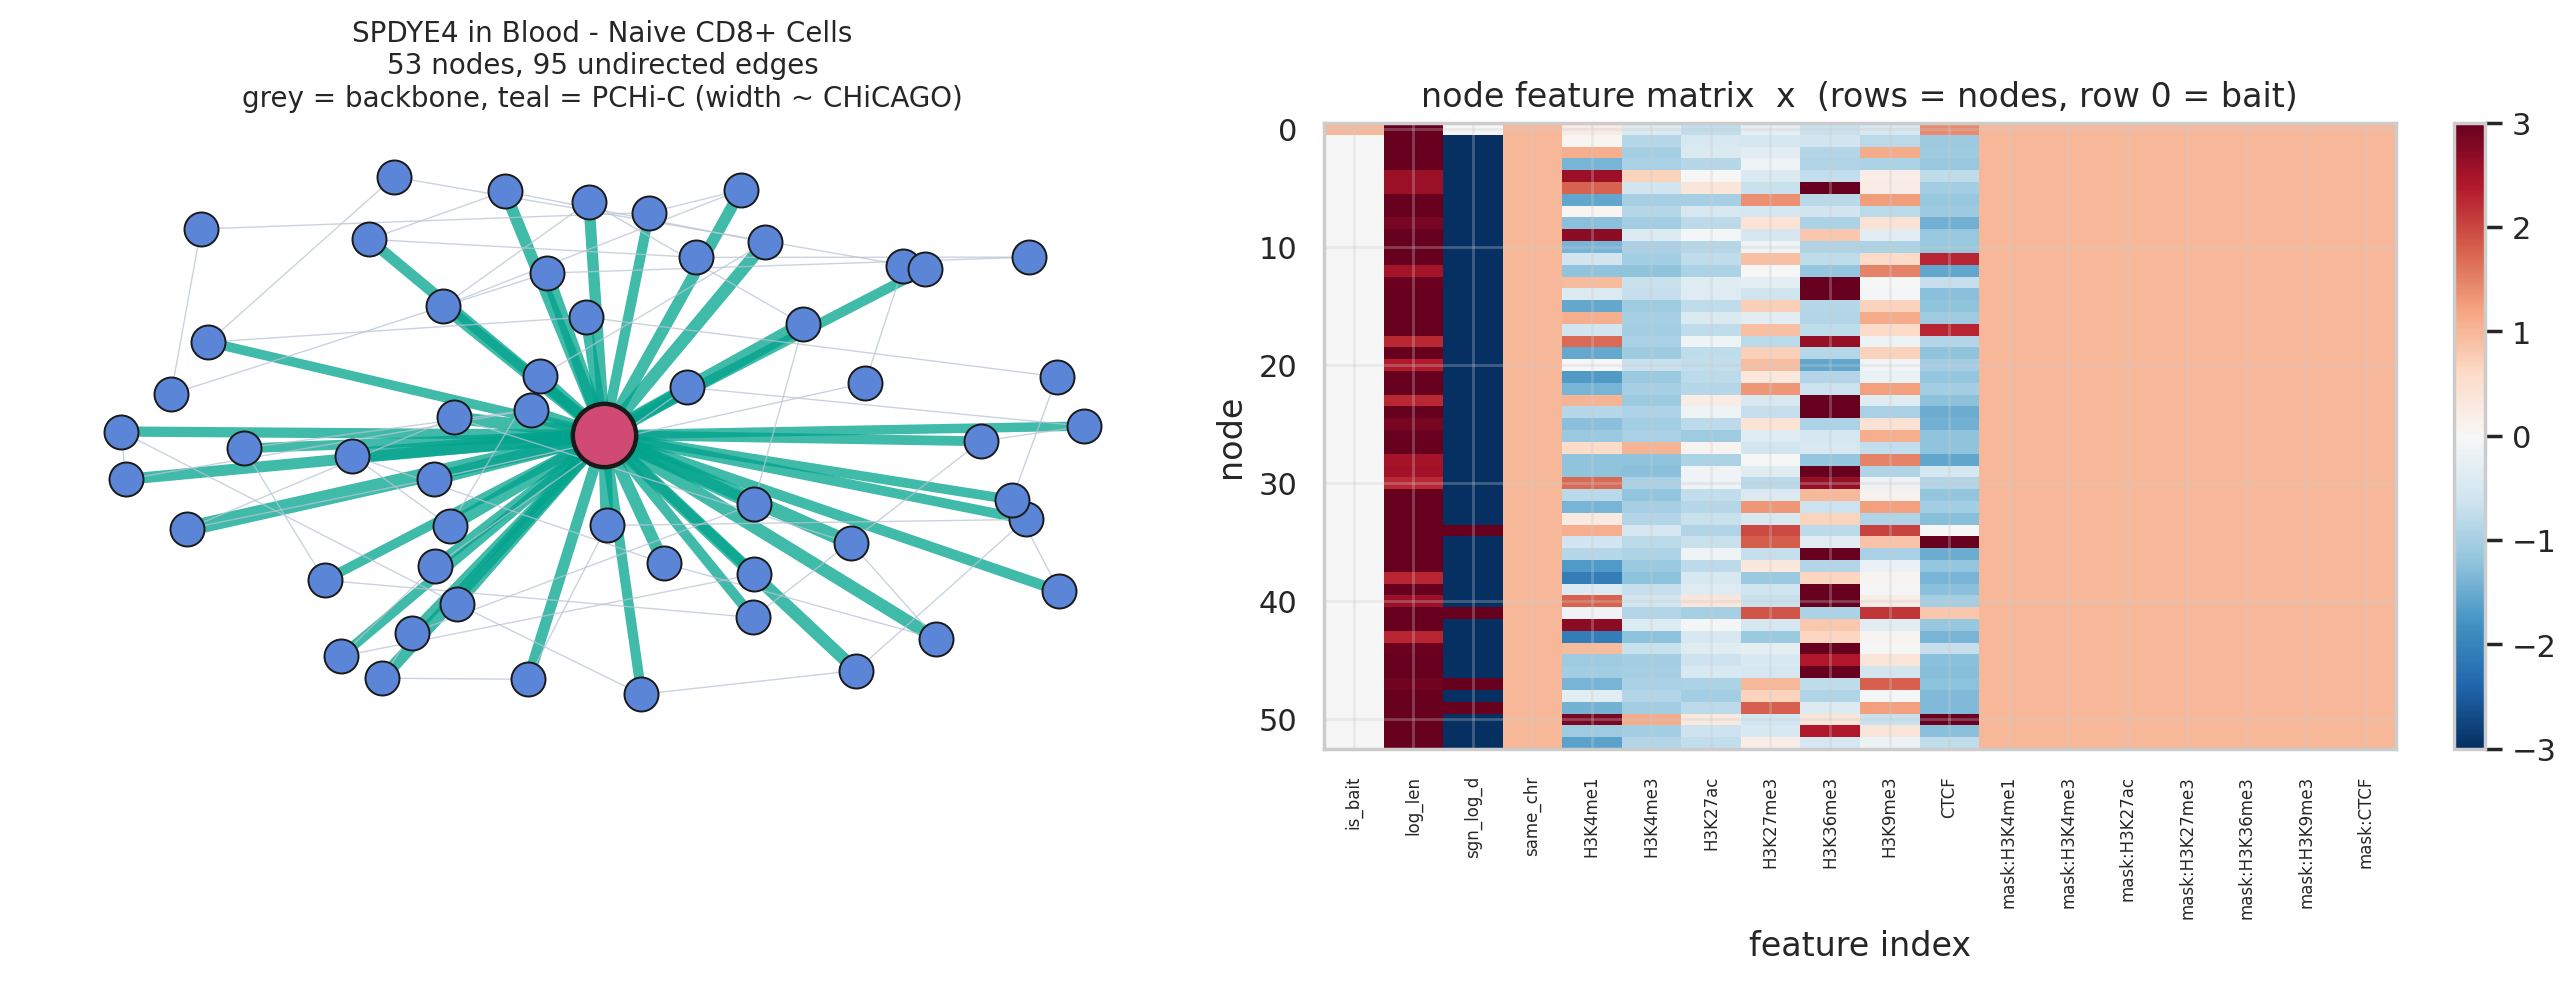 SPDYE4 in Blood - Naive CD8+ Cells
53 nodes, 95 undirected edges
grey = backbone, teal = PCHi-C (width ~ CHiCAGO)
node feature matrix  x  (rows = nodes, row 0 = bait)
0
10
20
30
40
50
node
is_bait
log_len
sgn_log_d
same_chr
H3K4me1
H3K4me3
H3K27ac
H3K27me3
H3K36me3
H3K9me3
CTCF
mask:H3K4me1
mask:H3K4me3
mask:H3K27ac
mask:H3K27me3
mask:H3K36me3
mask:H3K9me3
mask:CTCF
feature index
3
2
1
0
−1
−2
−3